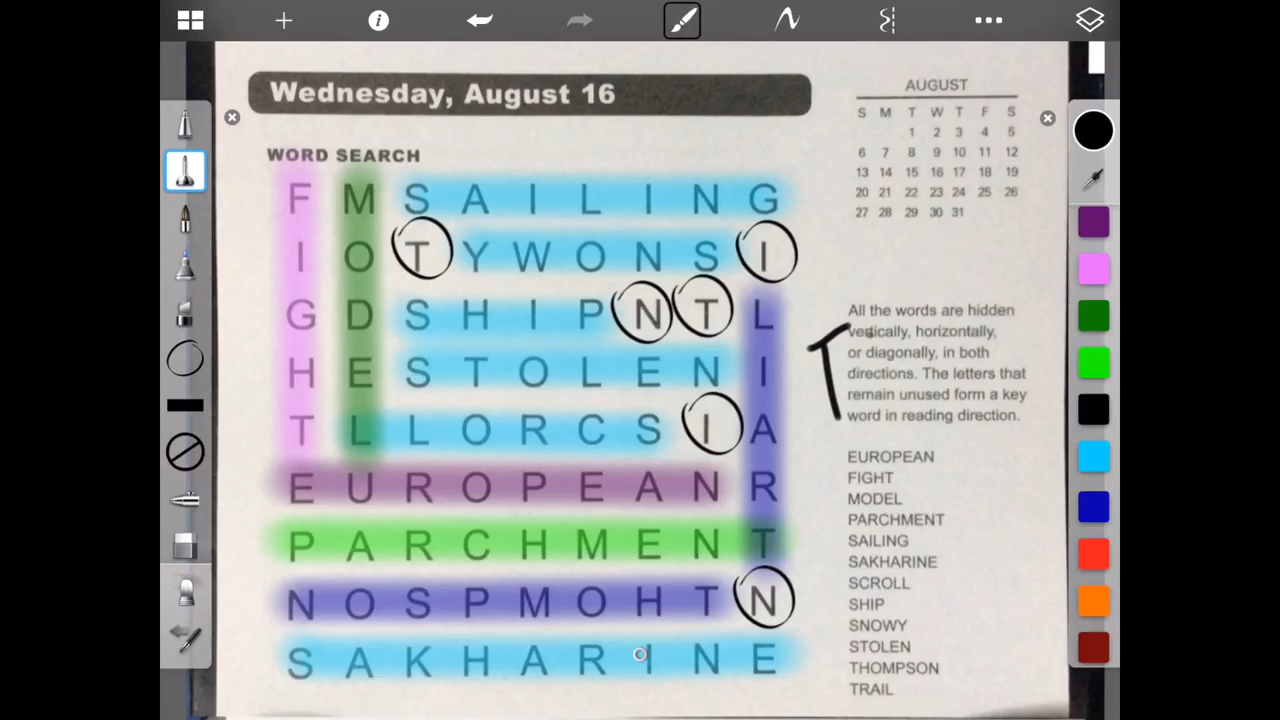 Wednesday, August 16
AUGUST
S M T W T F S
1 2 3 4 5
6 7 8 9 10 11 12
13 14 15 16 17 18 19
20 21 22 23 24 25 26
27 28 29 30 31
WORD SEARCH
F M S A I L I N G
I O T Y W O N S I
G D S H I P N T L
H E S T O L E N I
T L L O R C S I A
E U R O P E A N R
P A R C H M E N T
N O S P M O H T N
S A K H A R I N E
T
All the words are hidden
vertically, horizontally,
or diagonally, in both
directions. The letters that
remain unused form a key
word in reading direction.
EUROPEAN
FIGHT
MODEL
PARCHMENT
SAILING
SAKHARINE
SCROLL
SHIP
SNOWY
STOLEN
THOMPSON
TRAIL